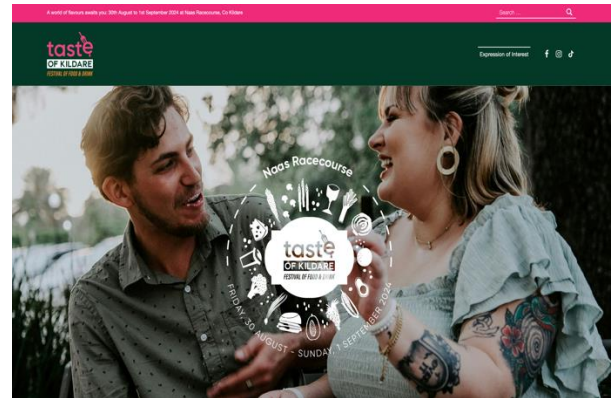 A world of flavours awaits you: 30th August to 1st September 2024 at Naas Racecourse, Co Kildare
Search ...
taste
OF KILDARE
FESTIVAL OF FOOD & DRINK
Expression of Interest
Naas Racecourse
taste
OF KILDARE
FESTIVAL OF FOOD & DRINK
FRIDAY, 30 AUGUST - SUNDAY, 1 SEPTEMBER 2024